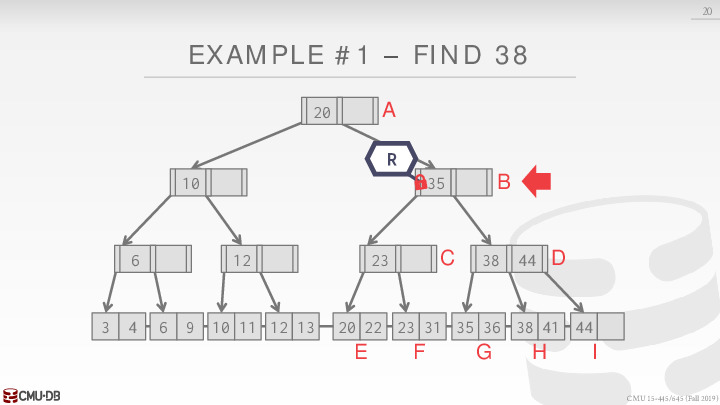 20
EXAMPLE #1 – FIND 38
20 A
R
10 35 B
6 12 23 C 38 44 D
3 4 6 9 10 11 12 13 20 22 23 31 35 36 38 41 44
E F G H I
CMU·DB
CMU 15-445/645 (Fall 2019)